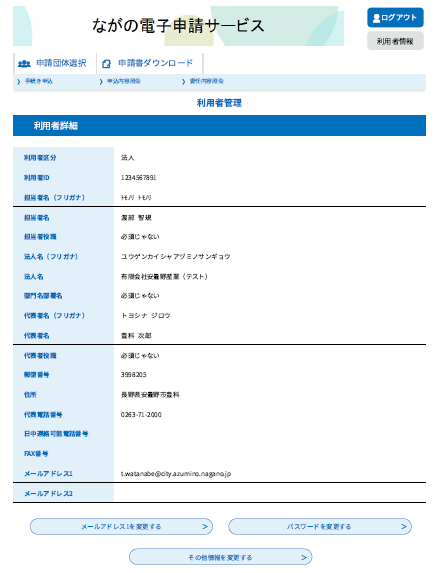 ながの電子申請サービス
ログアウト
利用者情報
申請団体選択
申請書ダウンロード
手続き申込
申込内容照会
委任内容照会
利用者管理
利用者詳細
利用者区分 法人
利用者ID 1234567891
担当者名（フリガナ）
担当者名 渡部 智規
担当者役職 必須じゃない
法人名（フリガナ） ユウゲンカイシャアヅミノサンギョウ
法人名 有限会社安曇野産業（テスト）
部門名部署名 必須じゃない
代表者名（フリガナ） トヨシナ ジロウ
代表者名 豊科 次郎
代表者役職 必須じゃない
郵便番号 3998205
住所 長野県安曇野市豊科
代表電話番号 0263-71-2000
日中連絡可能電話番号
FAX番号
メールアドレス1 t.watanabe@city.azumino.nagano.jp
メールアドレス2
メールアドレス1を変更する >
パスワードを変更する >
その他情報を変更する >